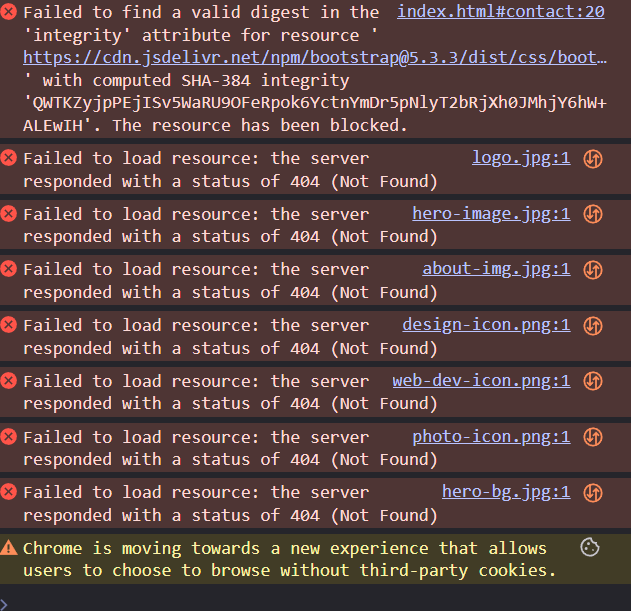 Failed to find a valid digest in the index.html#contact:20
'integrity' attribute for resource '
https://cdn.jsdelivr.net/npm/bootstrap@5.3.3/dist/css/boot…
' with computed SHA-384 integrity
'QWTKZyjpPEjISv5WaRU9OFeRpok6YctnYmDr5pNlyT2bRjXh0JMhjY6hW+
ALEwIH'. The resource has been blocked.
Failed to load resource: the server logo.jpg:1
responded with a status of 404 (Not Found)
Failed to load resource: the server hero-image.jpg:1
responded with a status of 404 (Not Found)
Failed to load resource: the server about-img.jpg:1
responded with a status of 404 (Not Found)
Failed to load resource: the server design-icon.png:1
responded with a status of 404 (Not Found)
Failed to load resource: the server web-dev-icon.png:1
responded with a status of 404 (Not Found)
Failed to load resource: the server photo-icon.png:1
responded with a status of 404 (Not Found)
Failed to load resource: the server hero-bg.jpg:1
responded with a status of 404 (Not Found)
Chrome is moving towards a new experience that allows
users to choose to browse without third-party cookies.